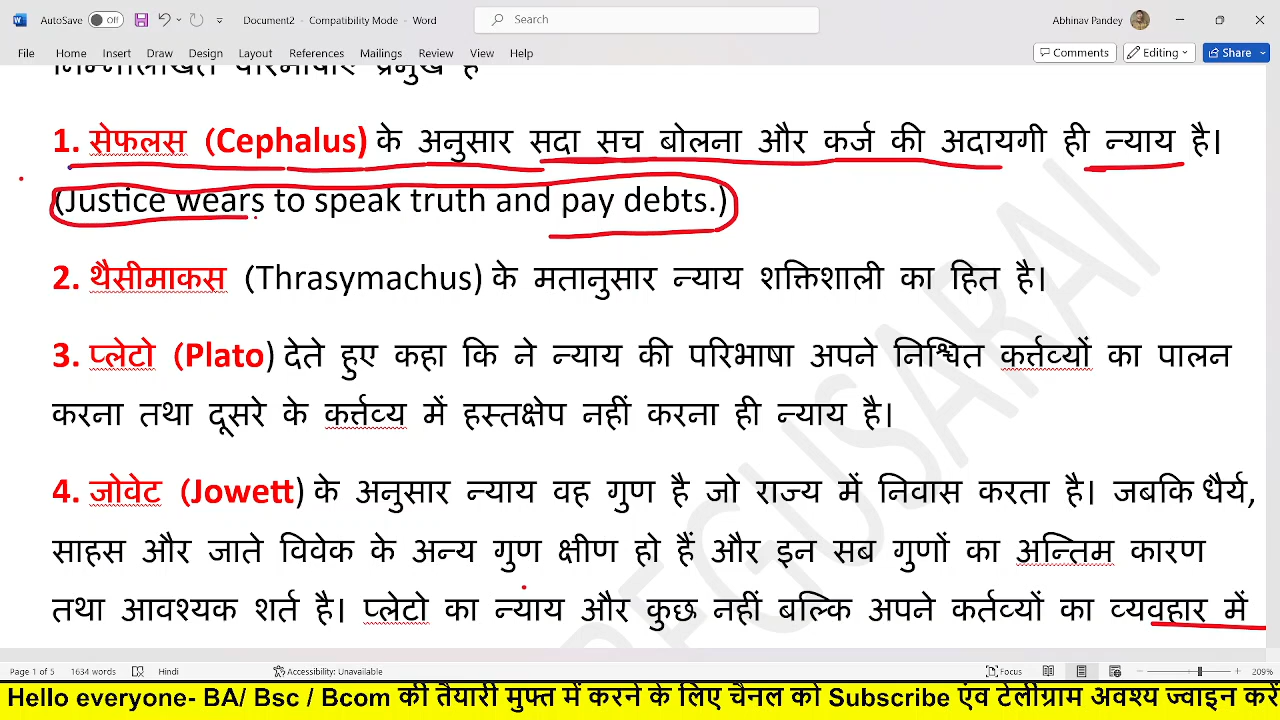 AutoSave Off Document2 - Compatibility Mode - Word Search Abhinav Pandey
File Home Insert Draw Design Layout References Mailings Review View Help Comments Editing Share
निम्नलिखित परिभाषाएं प्रमुख हैं
1. सेफलस (Cephalus) के अनुसार सदा सच बोलना और कर्ज की अदायगी ही न्याय है।
(Justice wears to speak truth and pay debts.)
2. थैसीमाकस (Thrasymachus) के मतानुसार न्याय शक्तिशाली का हित है।
3. प्लेटो (Plato) देते हुए कहा कि ने न्याय की परिभाषा अपने निश्चित कर्त्तव्यों का पालन
करना तथा दूसरे के कर्त्तव्य में हस्तक्षेप नहीं करना ही न्याय है।
4. जोवेट (Jowett) के अनुसार न्याय वह गुण है जो राज्य में निवास करता है। जबकि धैर्य,
साहस और जाते विवेक के अन्य गुण क्षीण हो हैं और इन सब गुणों का अन्तिम कारण
तथा आवश्यक शर्त है। प्लेटो का न्याय और कुछ नहीं बल्कि अपने कर्तव्यों का व्यवहार में
EGUSARAI
Page 1 of 5 1634 words Hindi Accessibility: Unavailable Focus 209%
Hello everyone- BA/ Bsc / Bcom की तैयारी मुफ्त में करने के लिए चैनल को Subscribe एंव टेलीग्राम अवश्य ज्वाइन करें